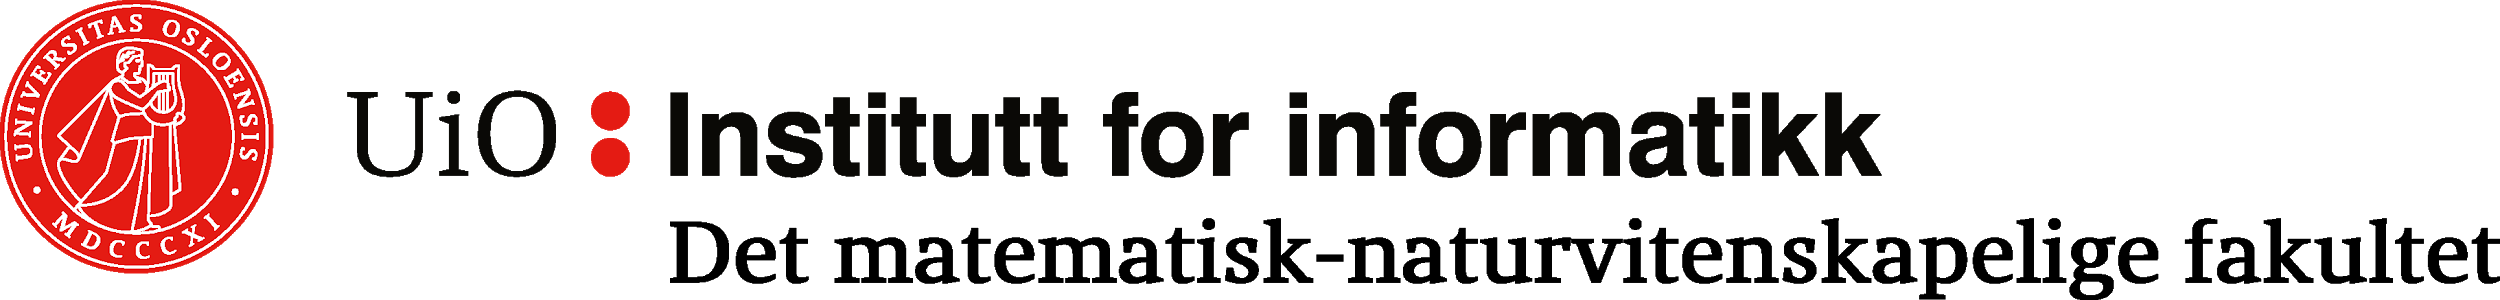 UNIVERSITAS OSLOENSIS
MDCCCXI
UiO : Institutt for informatikk
Det matematisk-naturvitenskapelige fakultet